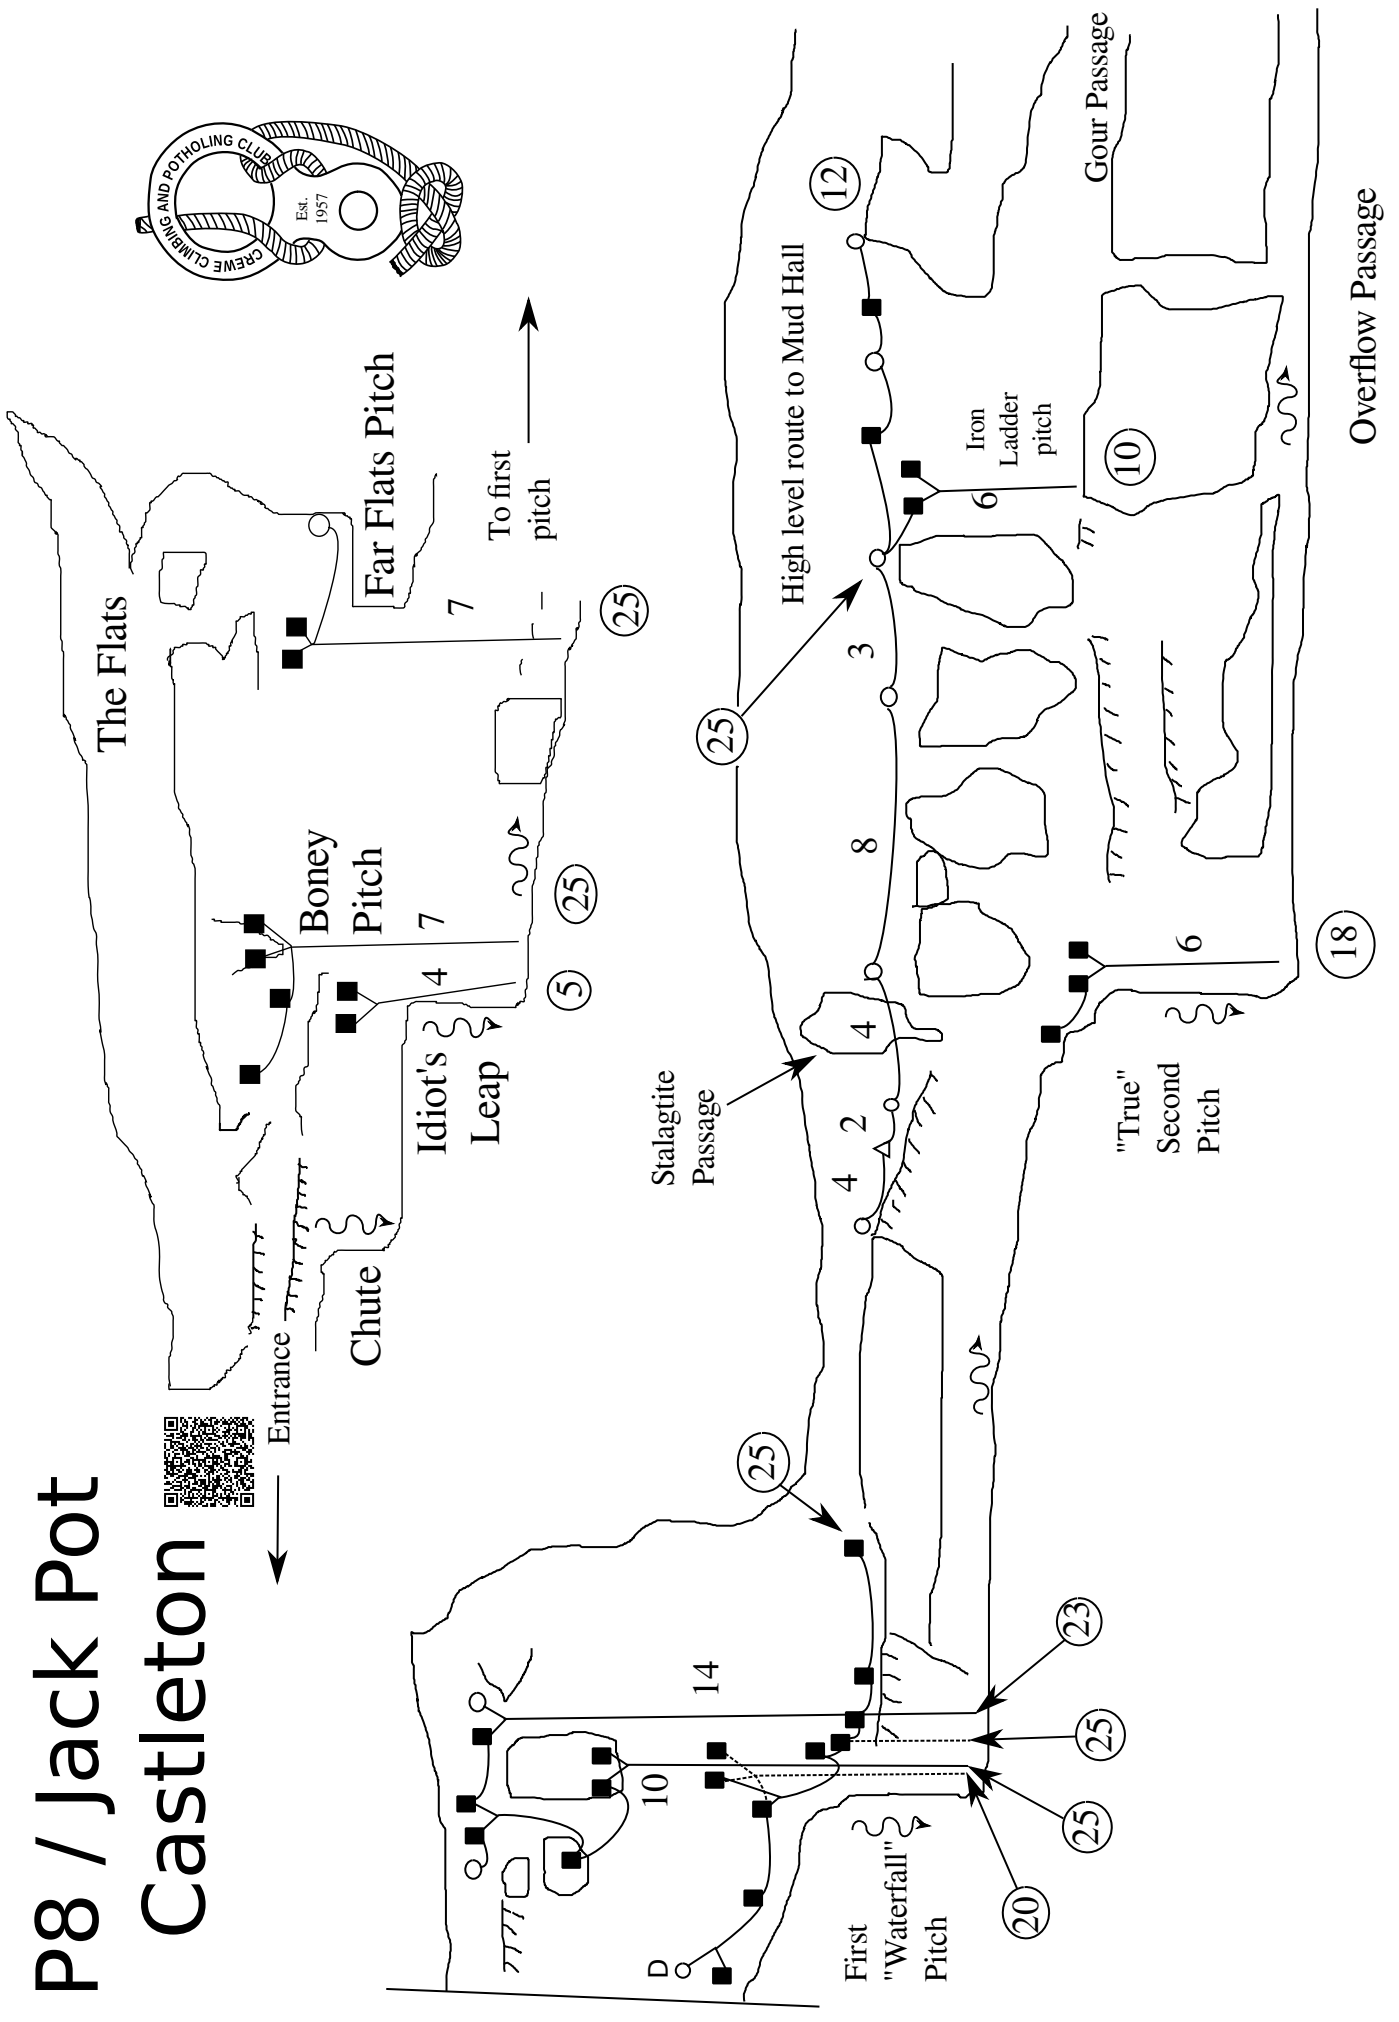 P8 / Jack Pot
Castleton
CREWE CLIMBING AND POTHOLING CLUB
Est.
1957
The Flats
Entrance
Boney
Pitch
7
Far Flats Pitch
7
Chute
Idiot's
Leap
4
5
25
25
To first
pitch
14
10
D
First
"Waterfall"
Pitch
20
25
25
23
25
Stalagtite
Passage
4
2
4
8
3
25
High level route to Mud Hall
12
6
Iron
Ladder
pitch
10
"True"
Second
Pitch
6
18
Gour Passage
Overflow Passage